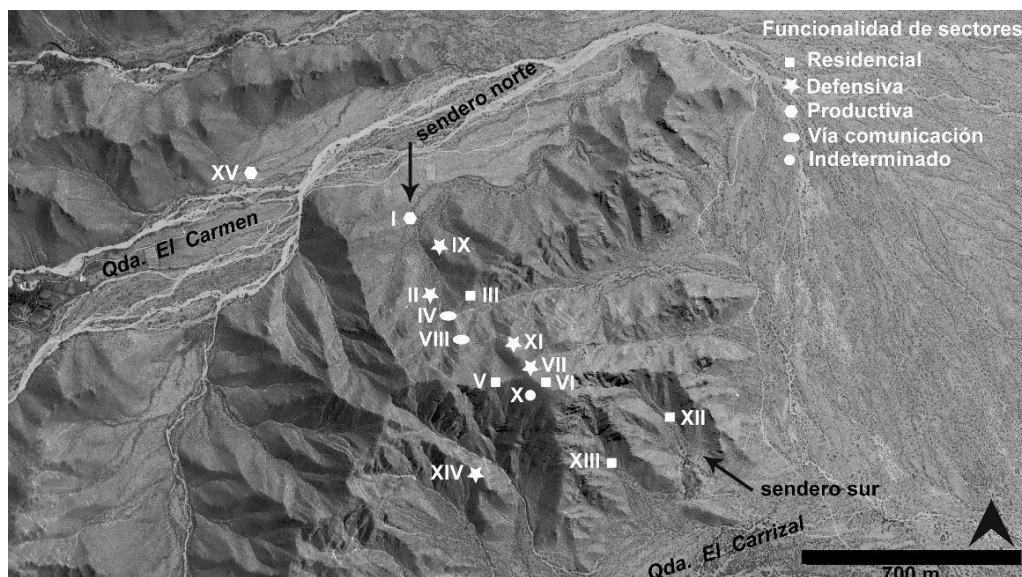 Funcionalidad de sectores
Residencial
Defensiva
Productiva
Vía comunicación
Indeterminado
sendero norte
XV
I
Qda. El Carmen
IX
II
III
IV
VIII
XI
VII
V
VI
X
XII
XIII
XIV
sendero sur
Qda. El Carrizal
700 m